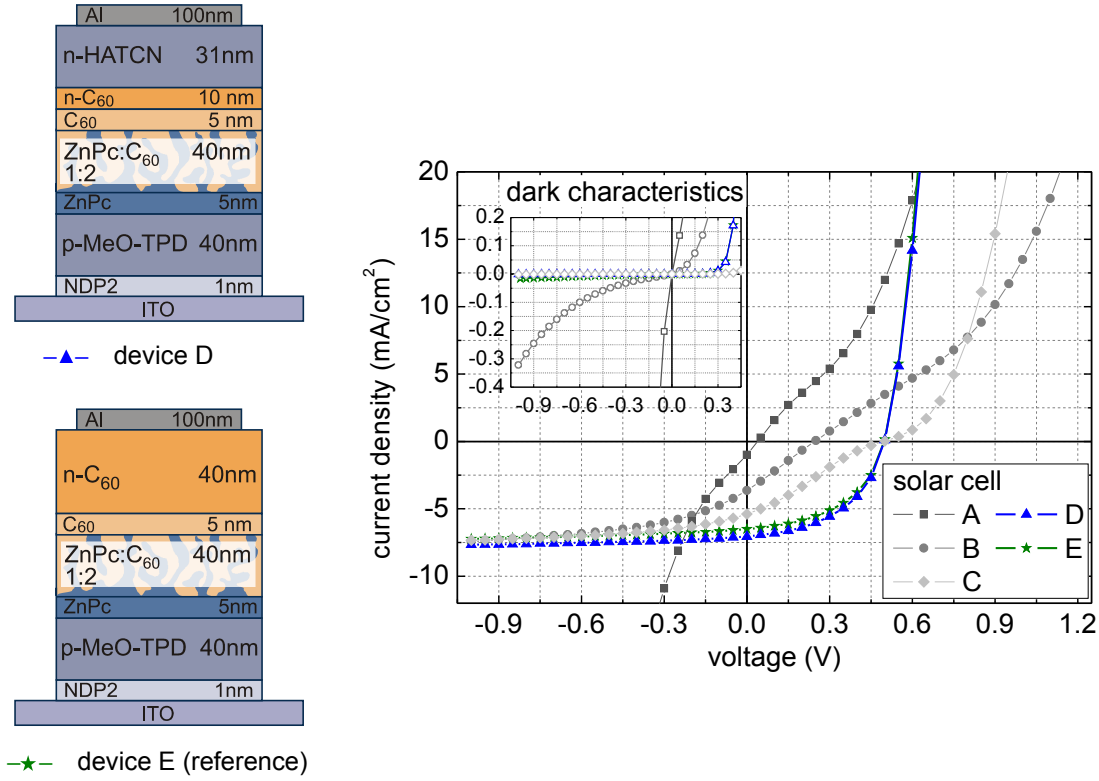 Al 100nm
n-HATCN 31nm
n-C₆₀ 10 nm
C₆₀ 5 nm
ZnPc:C₆₀ 40nm
1:2
ZnPc 5nm
p-MeO-TPD 40nm
NDP2 1nm
ITO
device D
Al 100nm
n-C₆₀ 40nm
C₆₀ 5 nm
ZnPc:C₆₀ 40nm
1:2
ZnPc 5nm
p-MeO-TPD 40nm
NDP2 1nm
ITO
device E (reference)
current density (mA/cm²)
20
15
10
5
0
-5
-10
dark characteristics
0.2
0.1
0.0
-0.1
-0.2
-0.3
-0.4
-0.9 -0.6 -0.3 0.0 0.3
solar cell
A D
B E
C
-0.9 -0.6 -0.3 0.0 0.3 0.6 0.9 1.2
voltage (V)